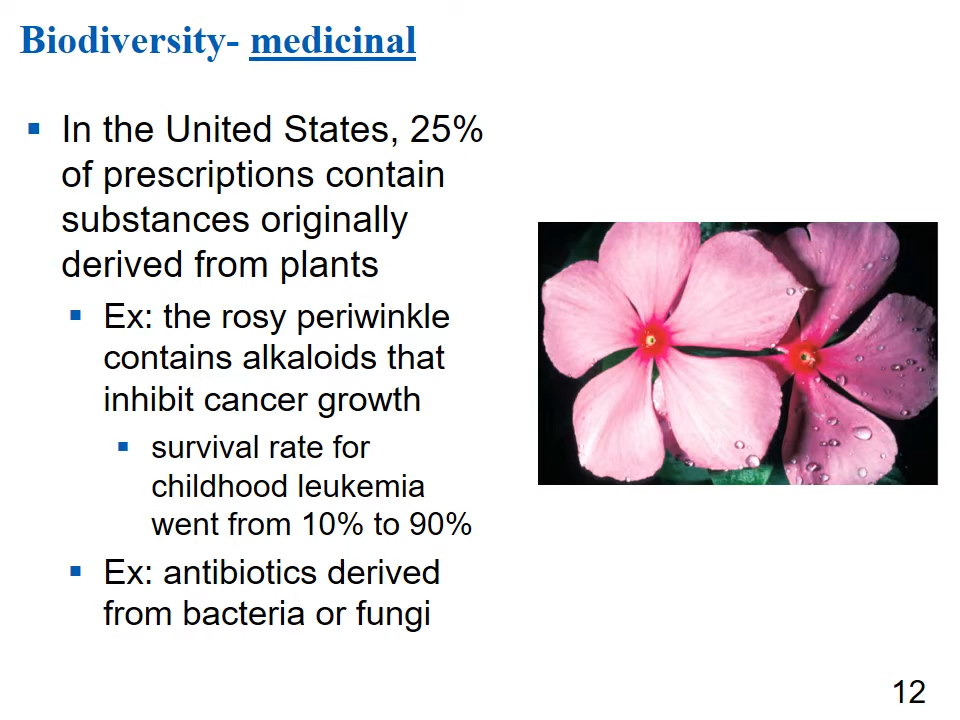 Biodiversity- medicinal
In the United States, 25%
of prescriptions contain
substances originally
derived from plants
Ex: the rosy periwinkle
contains alkaloids that
inhibit cancer growth
survival rate for
childhood leukemia
went from 10% to 90%
Ex: antibiotics derived
from bacteria or fungi
12